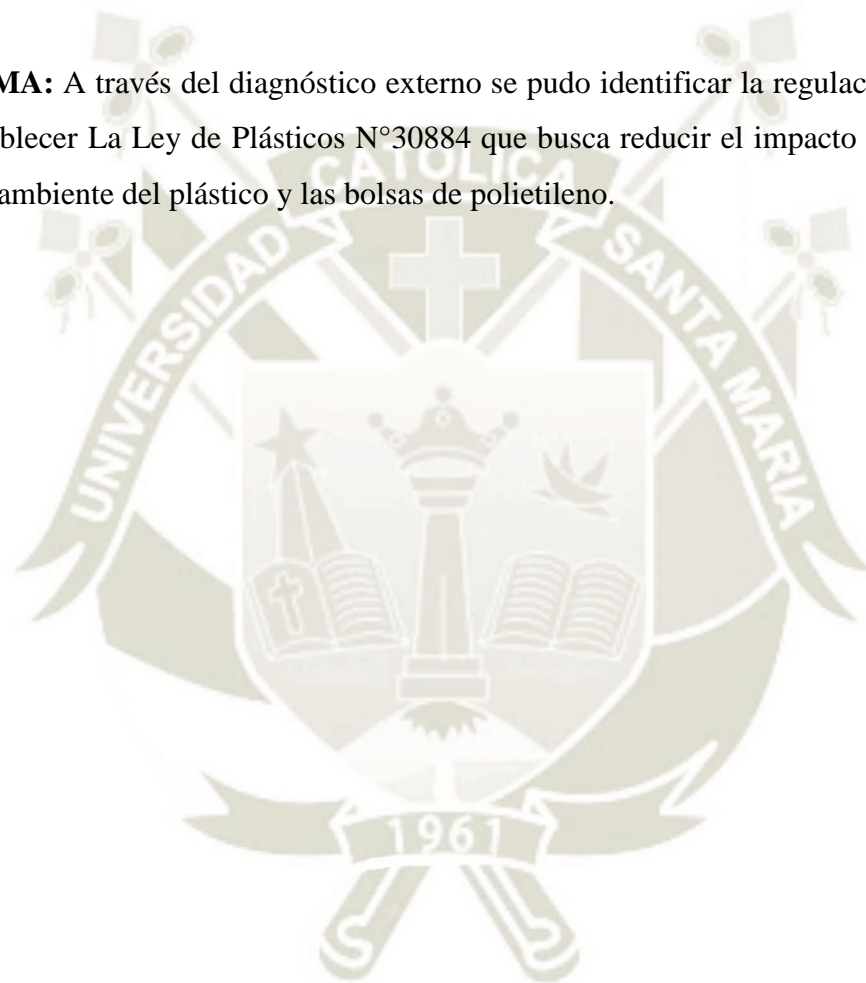 MA: A través del diagnóstico externo se pudo identificar la regulac
blecer La Ley de Plásticos N°30884 que busca reducir el impacto
ambiente del plástico y las bolsas de polietileno.
UNIVERSIDAD CATOLICA SANTA MARIA
1961